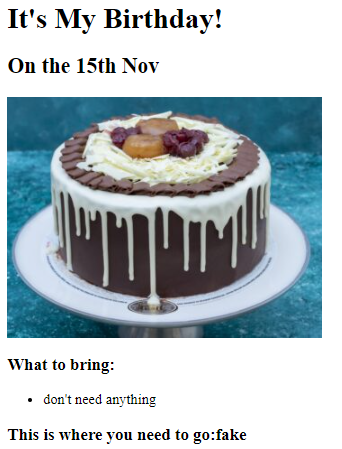 It's My Birthday!
On the 15th Nov
What to bring:
don't need anything
This is where you need to go:fake